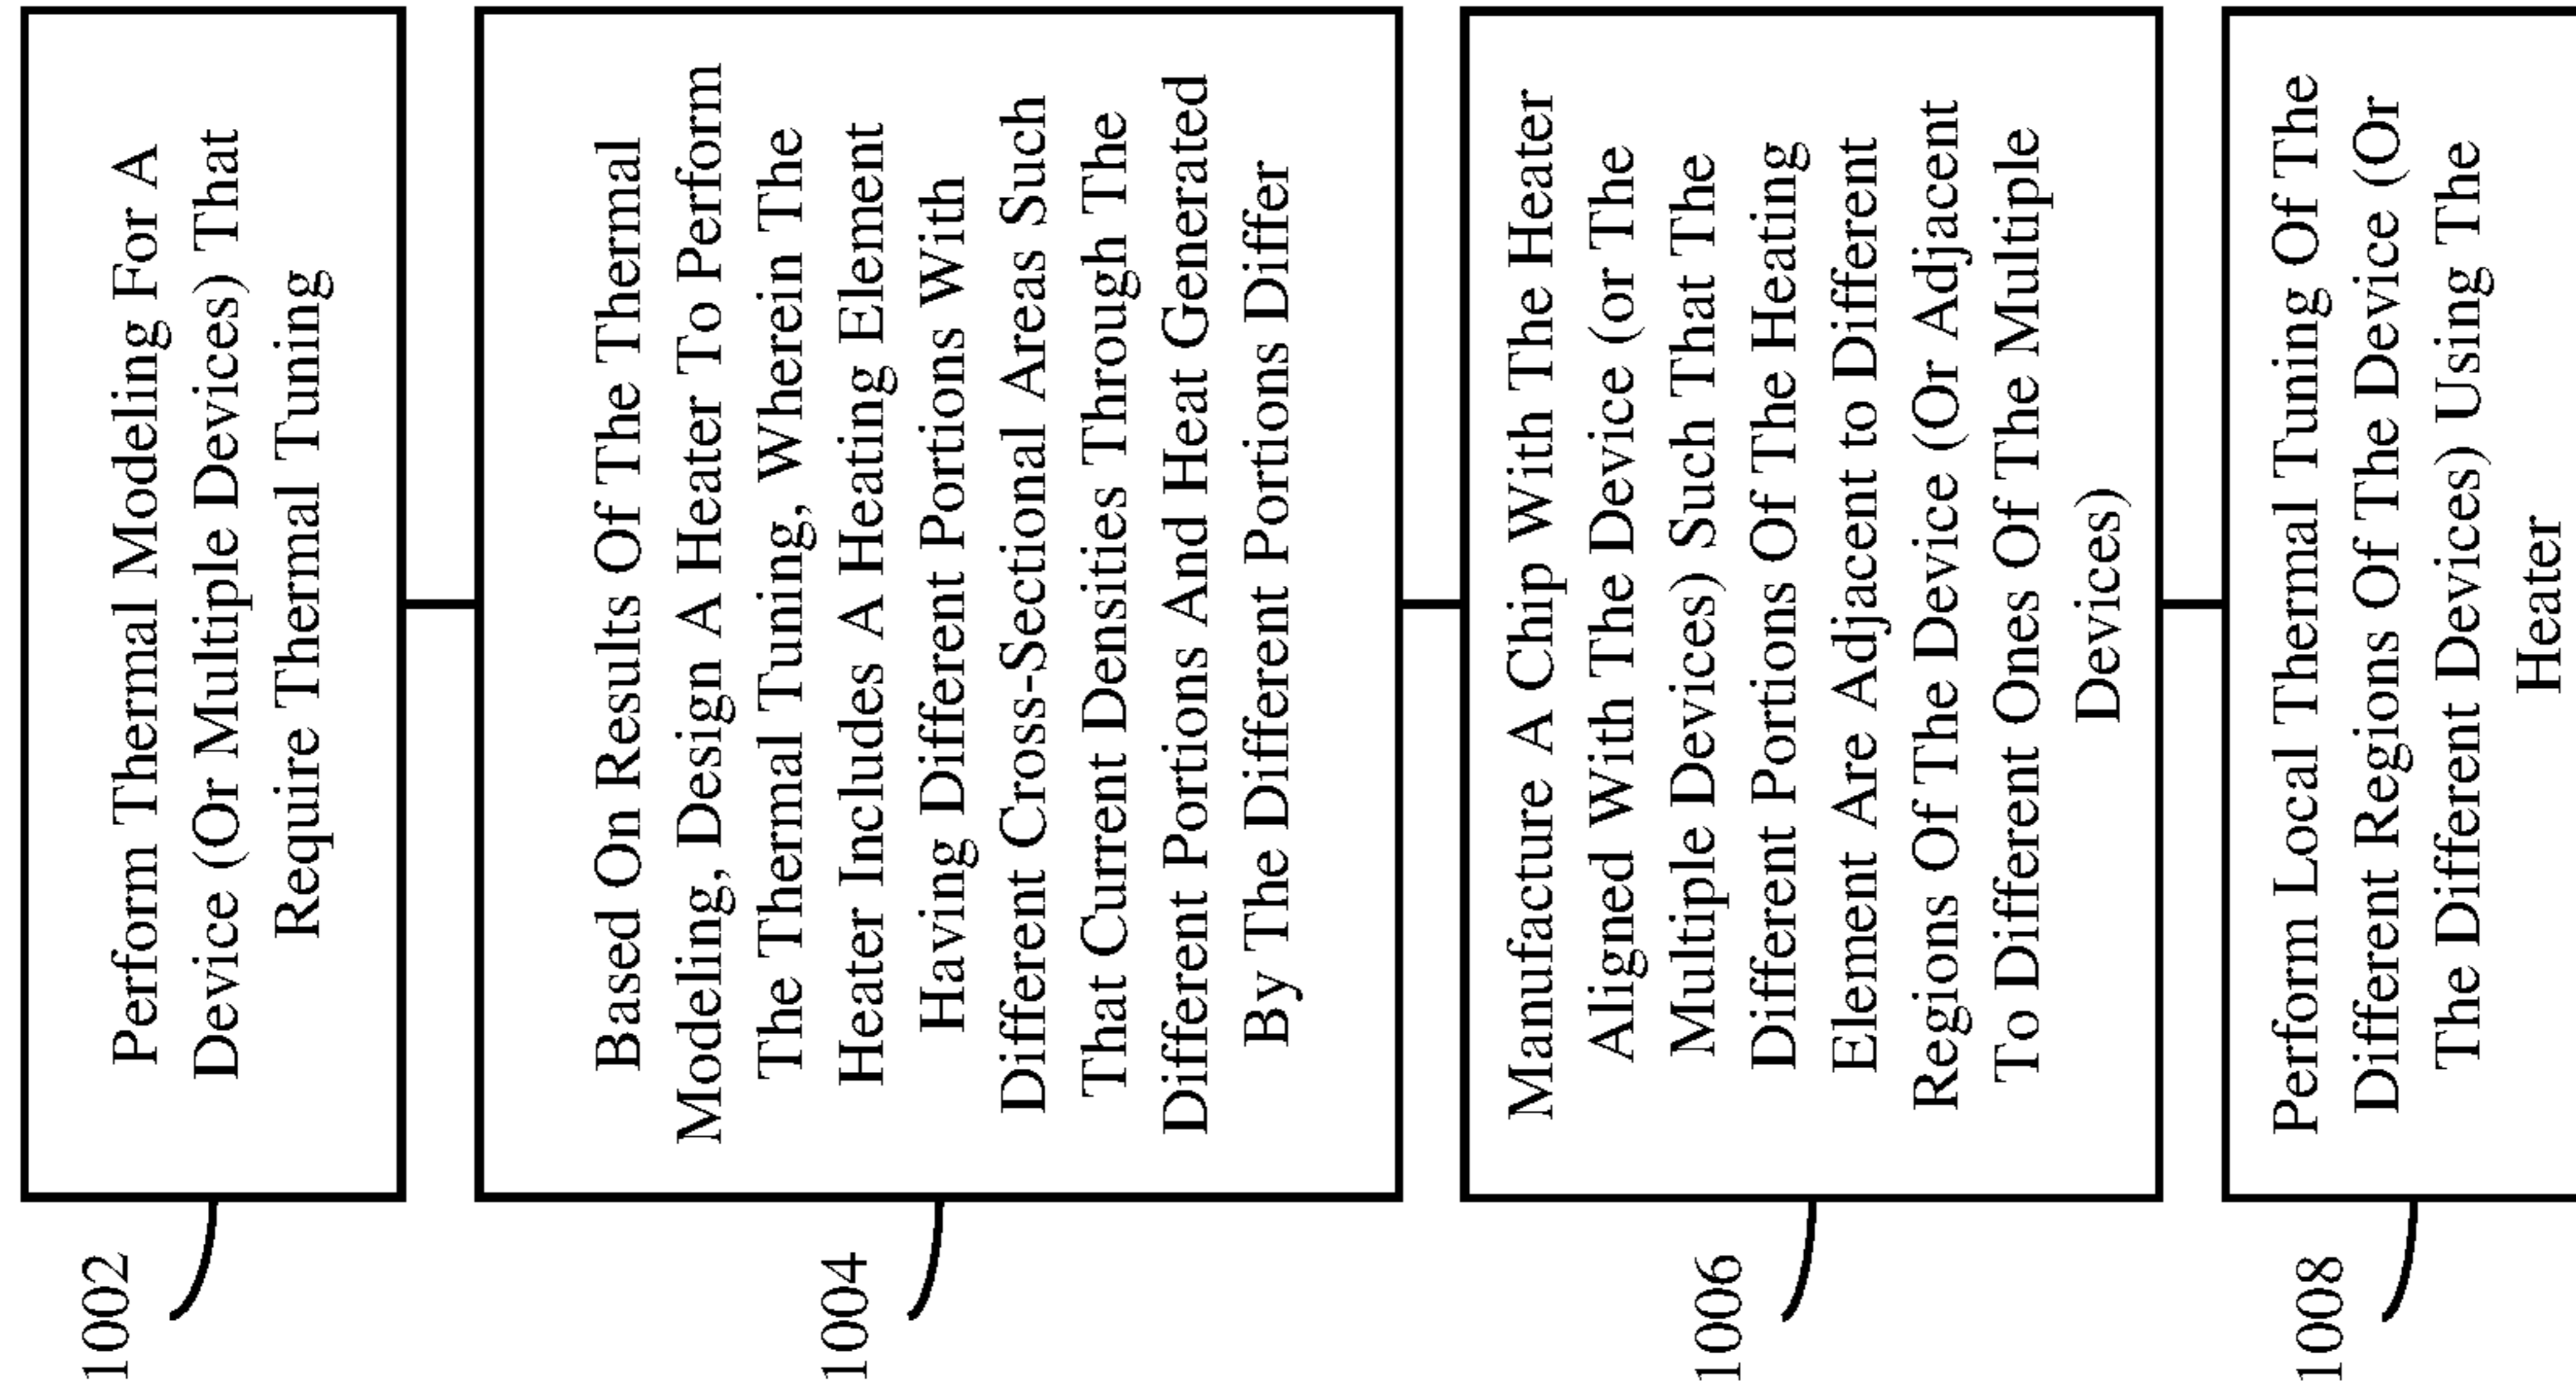 1002
Perform Thermal Modeling For A
Device (Or Multiple Devices) That
Require Thermal Tuning
1004
Based On Results Of The Thermal
Modeling, Design A Heater To Perform
The Thermal Tuning, Wherein The
Heater Includes A Heating Element
Having Different Portions With
Different Cross-Sectional Areas Such
That Current Densities Through The
Different Portions And Heat Generated
By The Different Portions Differ
1006
Manufacture A Chip With The Heater
Aligned With The Device (or The
Multiple Devices) Such That The
Different Portions Of The Heating
Element Are Adjacent to Different
Regions Of The Device (Or Adjacent
To Different Ones Of The Multiple
Devices)
1008
Perform Local Thermal Tuning Of The
Different Regions Of The Device (Or
The Different Devices) Using The
Heater